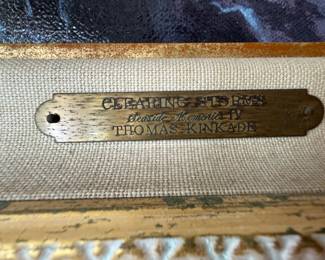 CLEARING STORMS
Seaside Memories IV
THOMAS KINKADE